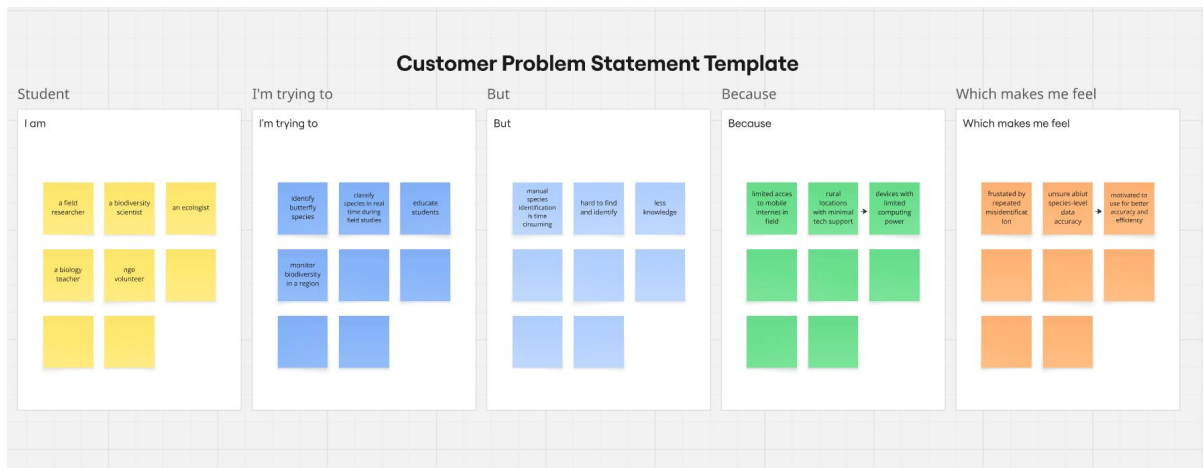 Customer Problem Statement Template
Student
I am
a field
researcher
a biodiversity
scientist
an ecologist
a biology
teacher
ngo
volunteer
I'm trying to
I'm trying to
Identify
butterfly
species
classify
species in real
time during
field studies
educate
students
monitor
biodiversity
in a region
But
But
manual
species
identification
is time
cinsuming
hard to find
and identify
less
knowledge
Because
Because
limited acces
to mobile
internet in
field
rural
locations
with minimal
tech support
devices with
limited
computing
power
Which makes me feel
Which makes me feel
frustated by
repeated
misidentificat
ion
unsure abiut
species-level
data
accuracy
motivated to
use for better
accuracy and
efficiency